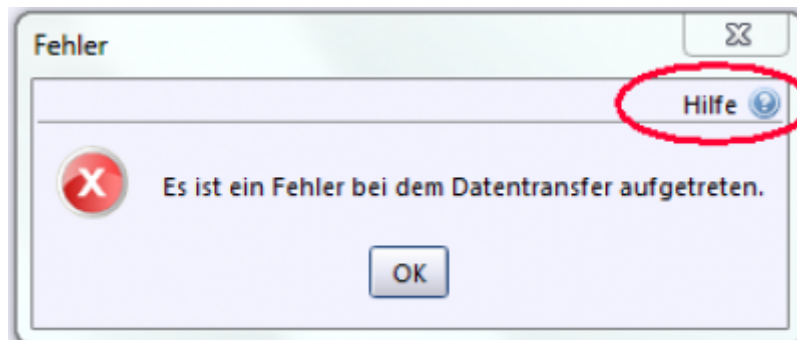 Fehler
Hilfe
Es ist ein Fehler bei dem Datentransfer aufgetreten.
OK